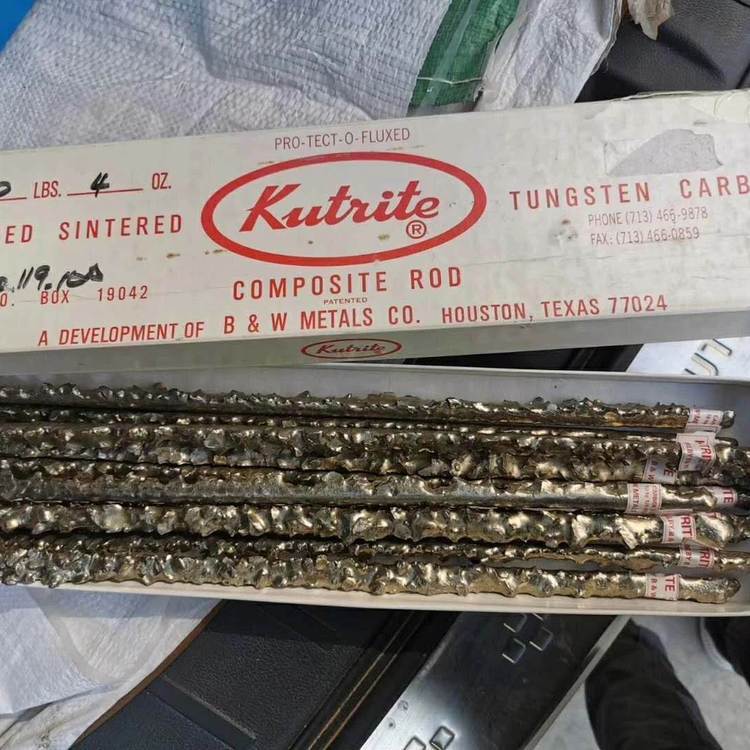 PRO-TECT-O-FLUXED
LBS. 4 OZ.
Kutrite ®
TUNGSTEN CARB
ED SINTERED
PHONE (713) 466-9878
FAX: (713) 466-0859
COMPOSITE ROD
PATENTED
O. BOX 19042
A DEVELOPMENT OF B & W METALS CO. HOUSTON, TEXAS 77024
Kutrite